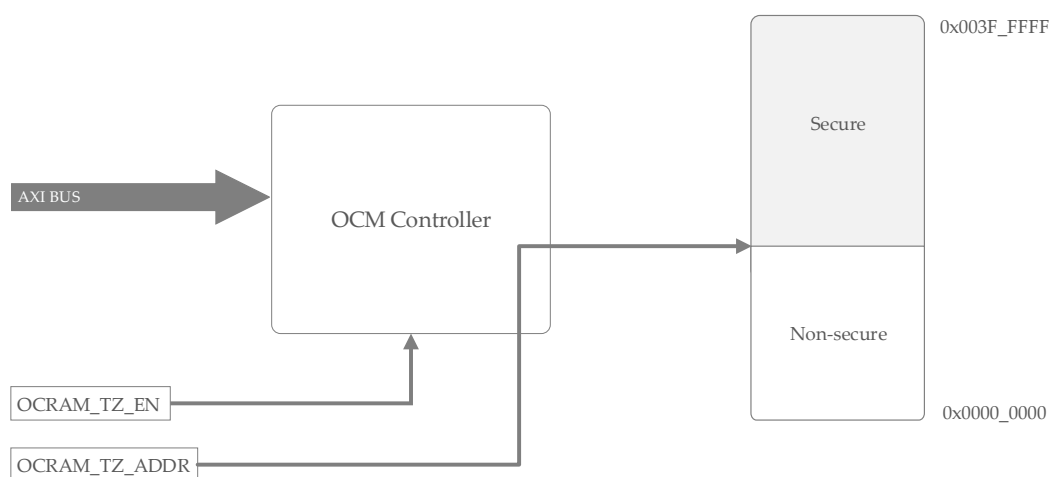 0x003F_FFFF
Secure
AXI BUS
OCM Controller
Non-secure
OCRAM_TZ_EN
0x0000_0000
OCRAM_TZ_ADDR